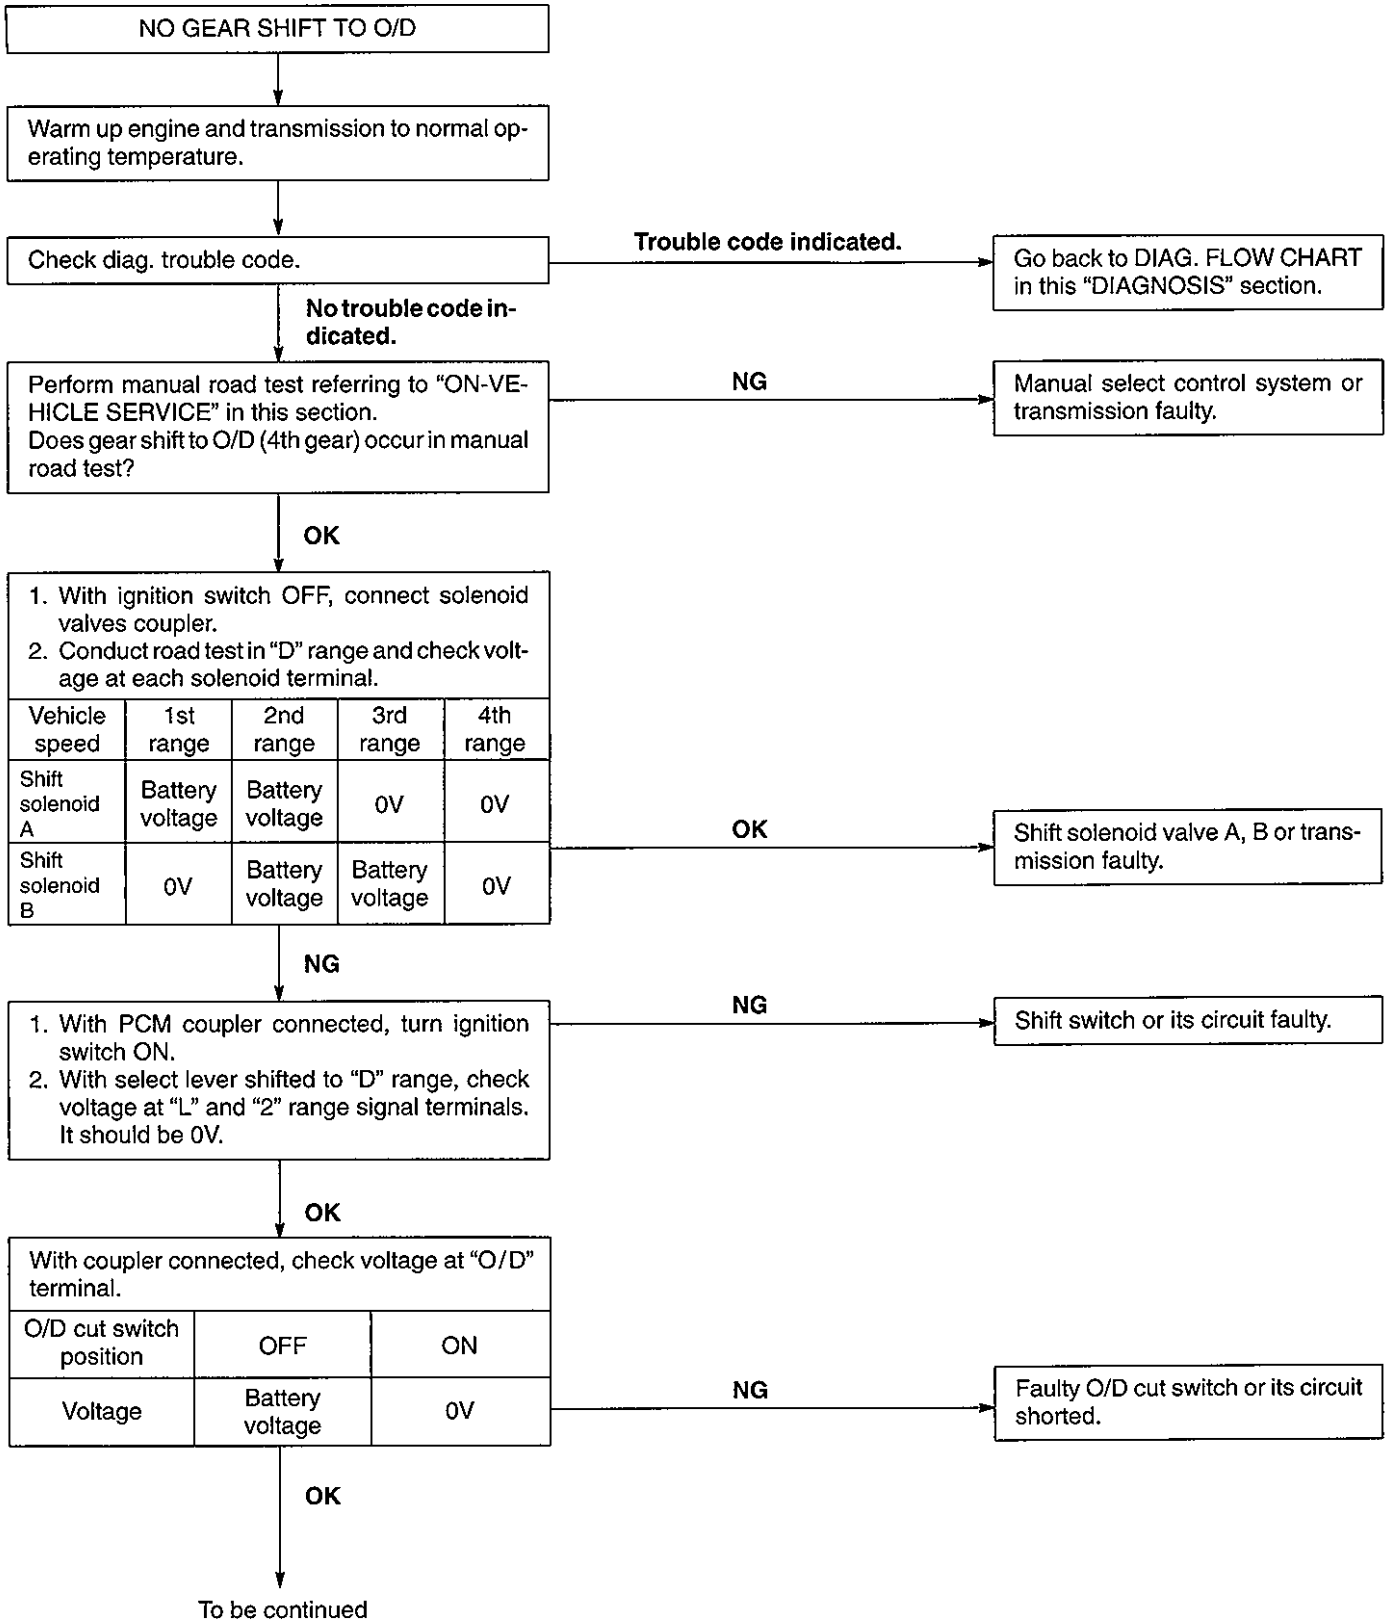 NO GEAR SHIFT TO O/D
Warm up engine and transmission to normal op-
erating temperature.
Check diag. trouble code.
Trouble code indicated.
Go back to DIAG. FLOW CHART
in this “DIAGNOSIS” section.
No trouble code in-
dicated.
Perform manual road test referring to “ON-VE-
HICLE SERVICE” in this section.
Does gear shift to O/D (4th gear) occur in manual
road test?
NG
Manual select control system or
transmission faulty.
OK
1. With ignition switch OFF, connect solenoid
valves coupler.
2. Conduct road test in “D” range and check volt-
age at each solenoid terminal.
Vehicle
speed
1st
range
2nd
range
3rd
range
4th
range
Shift
solenoid
A
Battery
voltage
Battery
voltage
0V
0V
Shift
solenoid
B
0V
Battery
voltage
Battery
voltage
0V
OK
Shift solenoid valve A, B or trans-
mission faulty.
NG
1. With PCM coupler connected, turn ignition
switch ON.
2. With select lever shifted to “D” range, check
voltage at “L” and “2” range signal terminals.
It should be 0V.
NG
Shift switch or its circuit faulty.
OK
With coupler connected, check voltage at “O/D”
terminal.
O/D cut switch
position
OFF
ON
Voltage
Battery
voltage
0V
NG
Faulty O/D cut switch or its circuit
shorted.
OK
To be continued